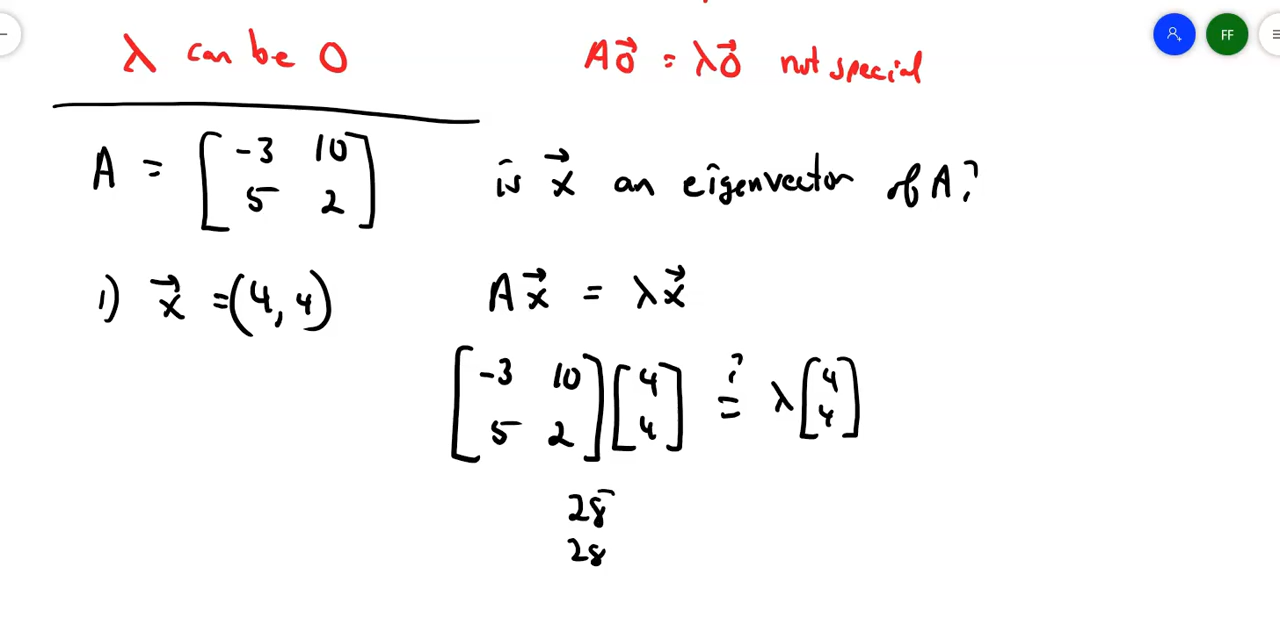 λ can be 0
A0⃗ = λ0⃗ not special
FF
A = [-3 10
5 2]
is x⃗ an eigenvector of A?
1) x⃗ = (4, 4)
Ax⃗ = λx⃗
[-3 10
5 2] [4
4] ?= λ [4
4]
28
28